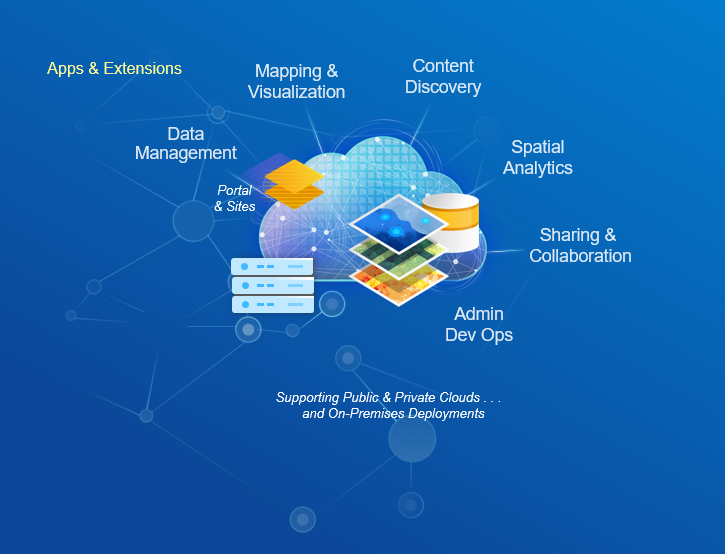 Apps & Extensions
Mapping &
Visualization
Content
Discovery
Data
Management
Spatial
Analytics
Portal
& Sites
Sharing &
Collaboration
Admin
Dev Ops
Supporting Public & Private Clouds . . .
and On-Premises Deployments